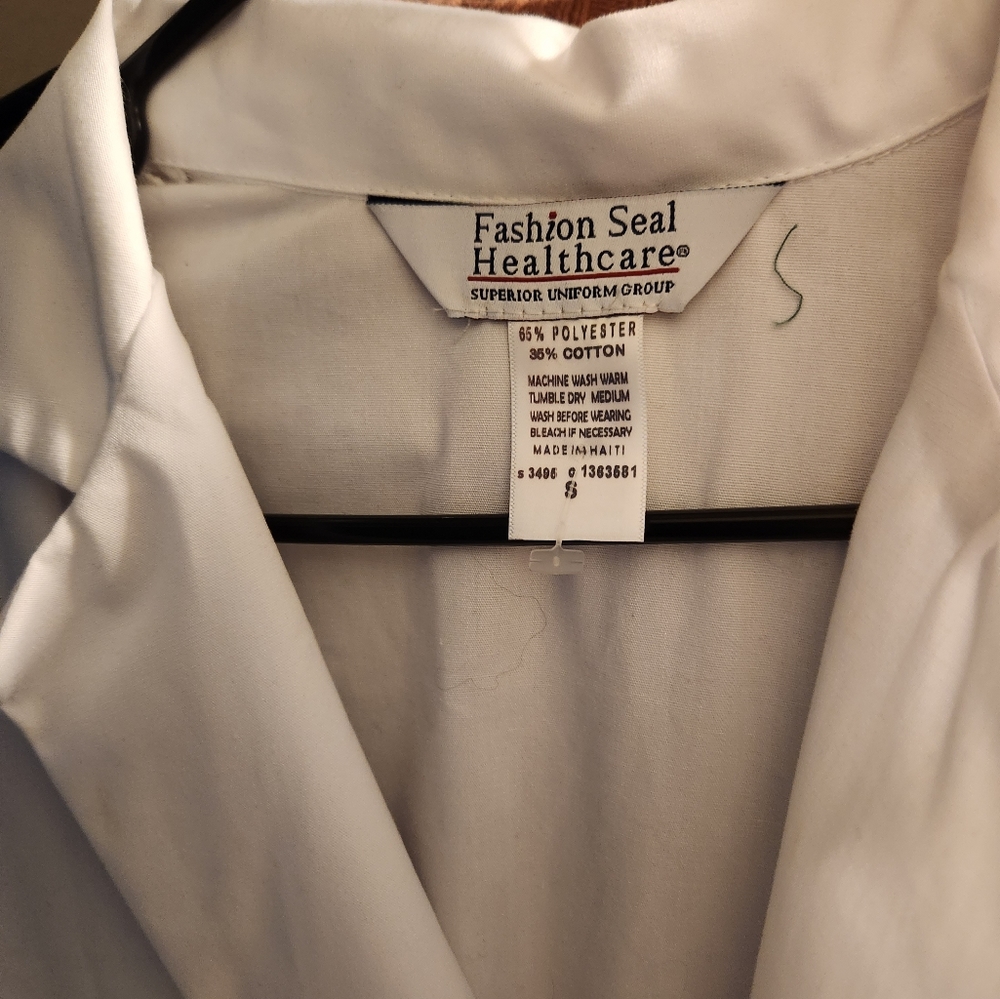 Fashion Seal
Healthcare®
SUPERIOR UNIFORM GROUP
65% POLYESTER
35% COTTON
MACHINE WASH WARM
TUMBLE DRY MEDIUM
WASH BEFORE WEARING
BLEACH IF NECESSARY
MADE IN HAITI
s 3495 c 1363581
S